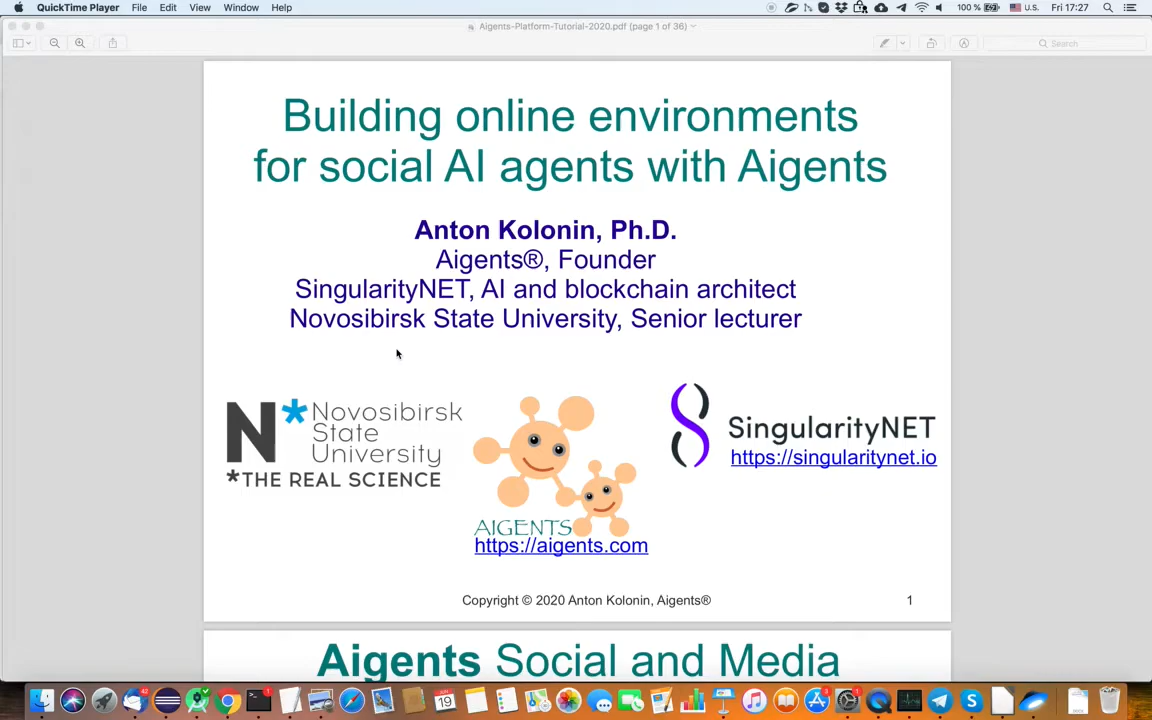 QuickTime Player File Edit View Window Help 100 % U.S. Fri 17:27
Aigents-Platform-Tutorial-2020.pdf (page 1 of 36)
Search
Building online environments
for social AI agents with Aigents
Anton Kolonin, Ph.D.
Aigents®, Founder
SingularityNET, AI and blockchain architect
Novosibirsk State University, Senior lecturer
N* Novosibirsk
State
University
*THE REAL SCIENCE
AIGENTS
https://aigents.com
SingularityNET
https://singularitynet.io
Copyright © 2020 Anton Kolonin, Aigents® 1
Aigents Social and Media